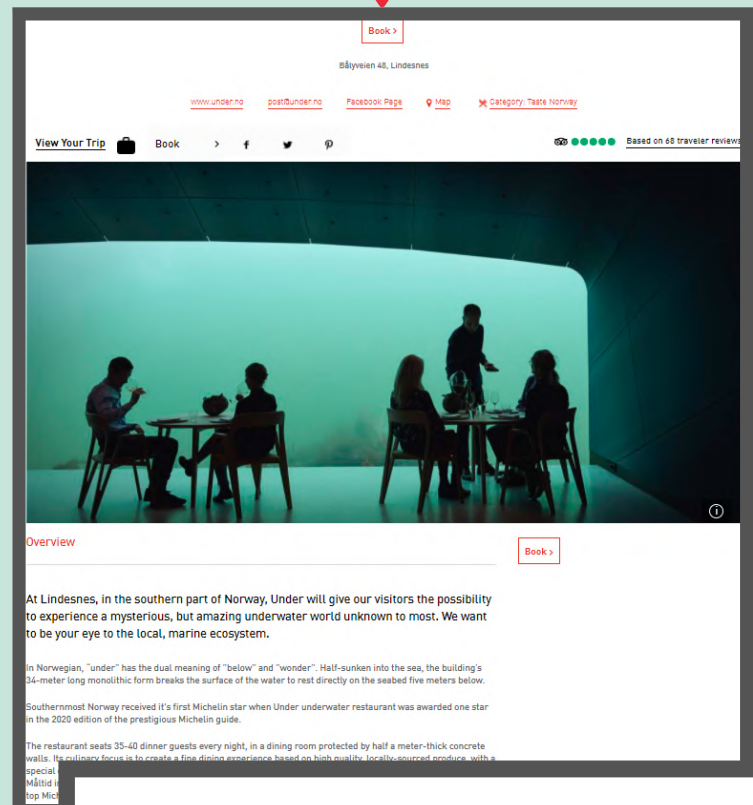 Book >
Bålyveien 48, Lindesnes
www.under.no post@under.no Facebook Page Map Category: Taste Norway
View Your Trip Book > Based on 68 traveler reviews
Overview
Book >
At Lindesnes, in the southern part of Norway, Under will give our visitors the possibility
to experience a mysterious, but amazing underwater world unknown to most. We want
to be your eye to the local, marine ecosystem.
In Norwegian, "under" has the dual meaning of "below" and "wonder". Half-sunken into the sea, the building's
34-meter long monolithic form breaks the surface of the water to rest directly on the seabed five meters below.
Southernmost Norway received it's first Michelin star when Under underwater restaurant was awarded one star
in the 2020 edition of the prestigious Michelin guide.
The restaurant seats 35-40 dinner guests every night, in a dining room protected by half a meter-thick concrete
walls. Its culinary focus is to create a fine dining experience based on high quality, locally-sourced produce, with a
special
Måltid
top